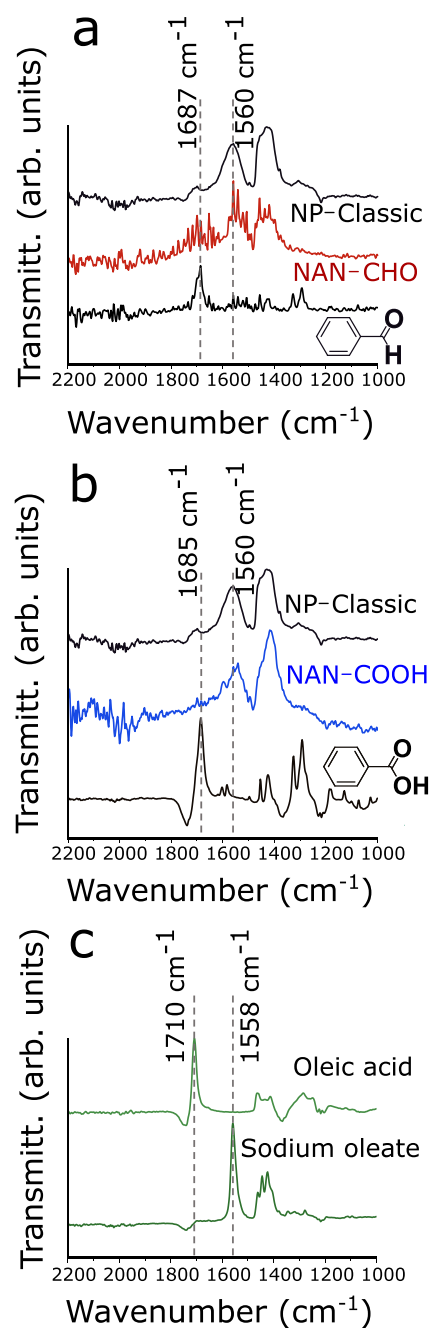 a
1687 cm⁻¹
1560 cm⁻¹
Transmitt. (arb. units)
NP−Classic
NAN−CHO
O
H
2200 2000 1800 1600 1400 1200 1000
Wavenumber (cm⁻¹)
b
1685 cm⁻¹
1560 cm⁻¹
Transmitt. (arb. units)
NP−Classic
NAN−COOH
O
OH
2200 2000 1800 1600 1400 1200 1000
Wavenumber (cm⁻¹)
c
1710 cm⁻¹
1558 cm⁻¹
Transmitt. (arb. units)
Oleic acid
Sodium oleate
2200 2000 1800 1600 1400 1200 1000
Wavenumber (cm⁻¹)